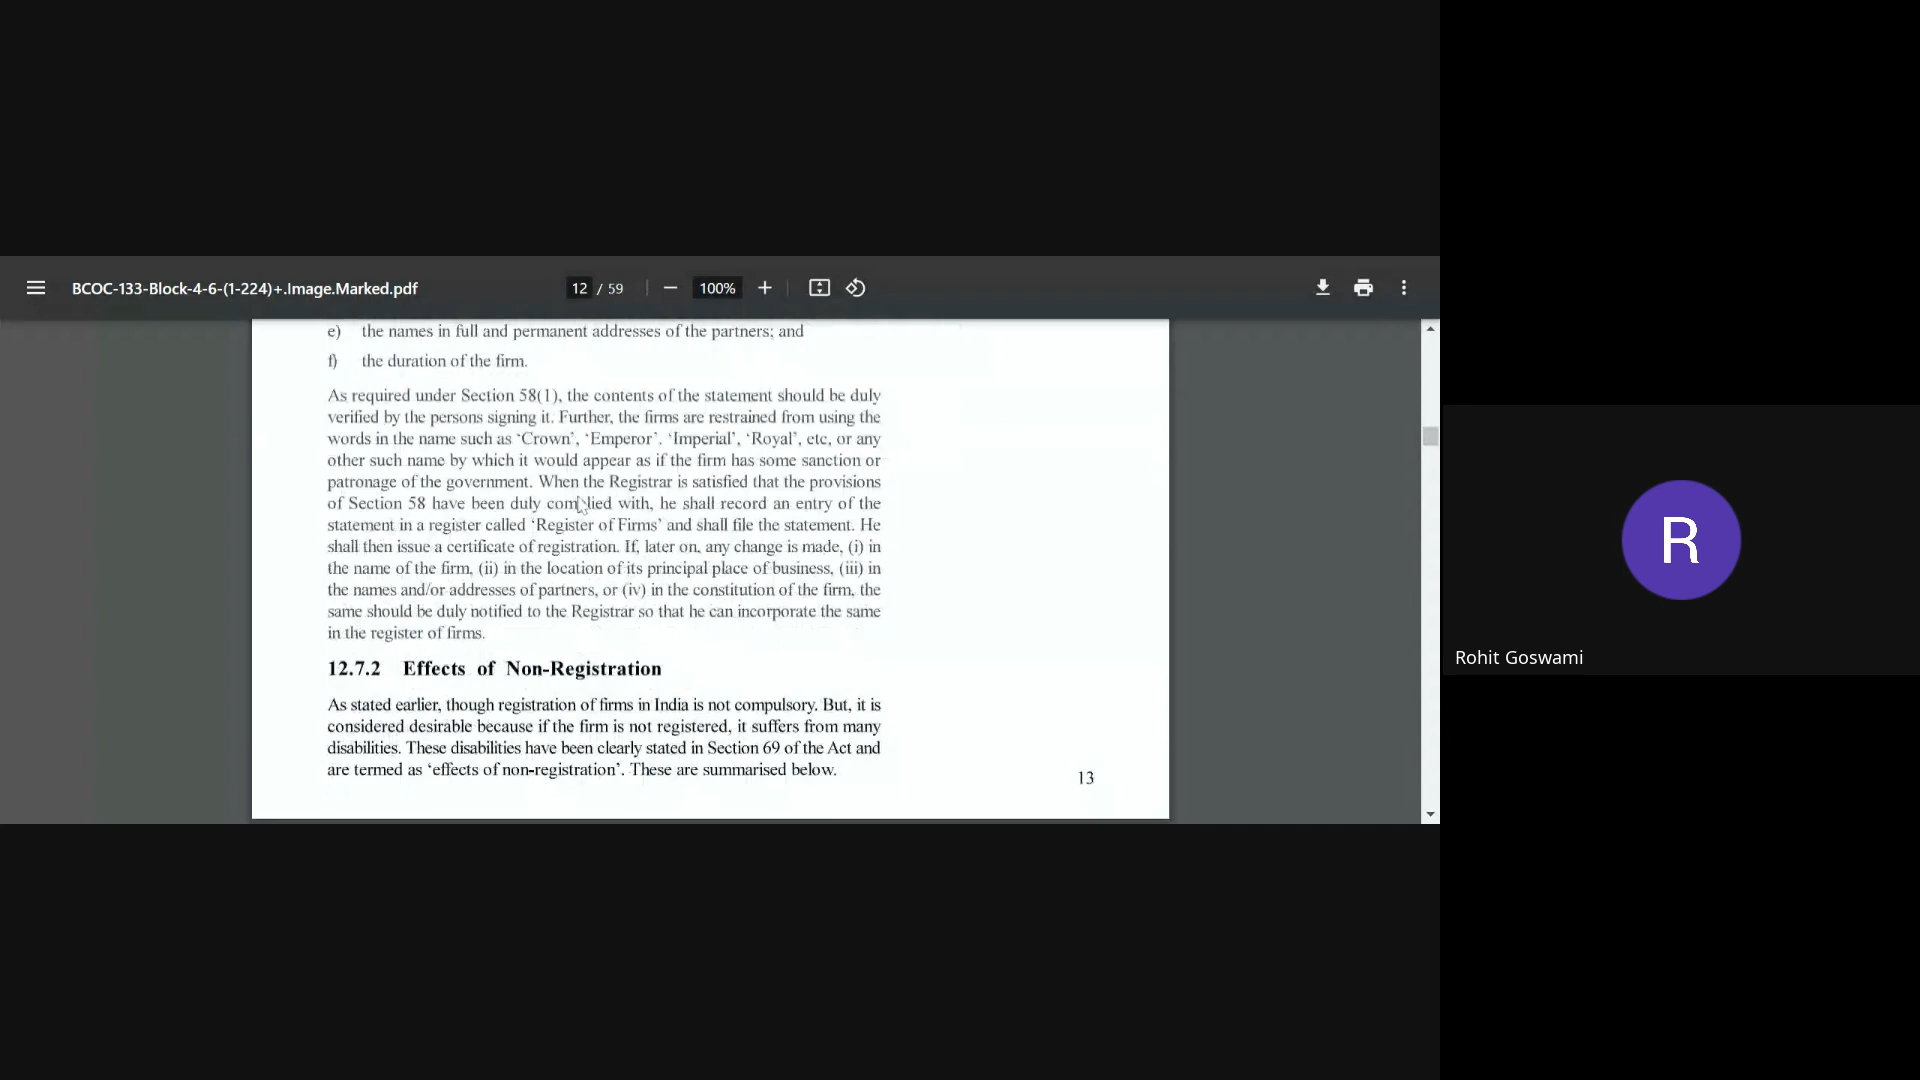 BCOC-133-Block-4-6-(1-224)+.Image.Marked.pdf
12 / 59
100%
e) the names in full and permanent addresses of the partners; and
f) the duration of the firm.
As required under Section 58(1), the contents of the statement should be duly
verified by the persons signing it. Further, the firms are restrained from using the
words in the name such as ‘Crown’, ‘Emperor’. ‘Imperial’, ‘Royal’, etc, or any
other such name by which it would appear as if the firm has some sanction or
patronage of the government. When the Registrar is satisfied that the provisions
of Section 58 have been duly complied with, he shall record an entry of the
statement in a register called ‘Register of Firms’ and shall file the statement. He
shall then issue a certificate of registration. If, later on, any change is made, (i) in
the name of the firm, (ii) in the location of its principal place of business, (iii) in
the names and/or addresses of partners, or (iv) in the constitution of the firm, the
same should be duly notified to the Registrar so that he can incorporate the same
in the register of firms.
12.7.2 Effects of Non-Registration
As stated earlier, though registration of firms in India is not compulsory. But, it is
considered desirable because if the firm is not registered, it suffers from many
disabilities. These disabilities have been clearly stated in Section 69 of the Act and
are termed as ‘effects of non-registration’. These are summarised below.
13
R
Rohit Goswami